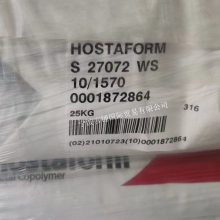 HOSTAFORM
S 27072 WS
10/1570
0001872864
25KG
316
(02)21010723(10)0001872864
Hostaform
Copolymer